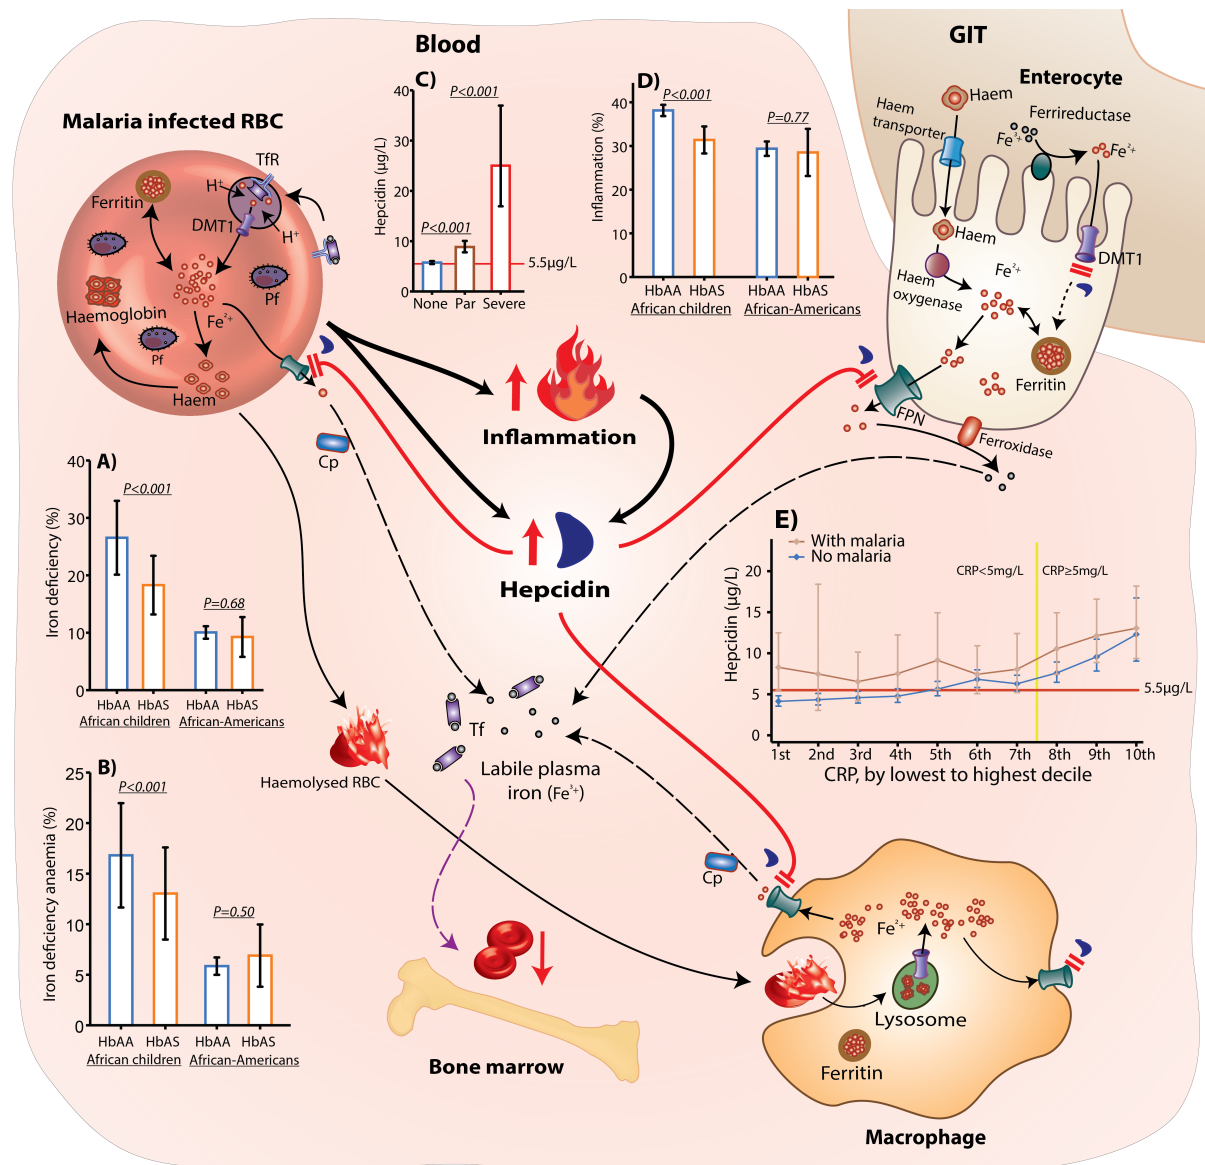 Blood
GIT
Malaria infected RBC
TfR
H⁺
Ferritin
DMT1
H⁺
Pf
Haemoglobin
Fe²⁺
Pf
Haem
C)
P<0.001
Hepcidin (µg/L)
40
30
20
10
0
P<0.001
5.5µg/L
None Par Severe
D)
P<0.001
P=0.77
Inflammation (%)
40
30
20
10
0
HbAA HbAS HbAA HbAS
African children African-Americans
Enterocyte
Haem
Haem
transporter
Ferrireductase
Fe³⁺
Fe²⁺
Haem
DMT1
Haem
oxygenase
Fe²⁺
Ferritin
FPN
Ferroxidase
Inflammation
Cp
Hepcidin
A)
Iron deficiency (%)
40
30
20
10
0
P<0.001
P=0.68
HbAA HbAS HbAA HbAS
African children African-Americans
E)
With malaria
No malaria
CRP<5mg/L CRP≥5mg/L
Hepcidin (µg/L)
20
15
10
5
0
5.5µg/L
1st 2nd 3rd 4th 5th 6th 7th 8th 9th 10th
CRP, by lowest to highest decile
Tf
Labile plasma
iron (Fe³⁺)
Haemolysed RBC
B)
Iron deficiency anaemia (%)
25
20
15
10
5
0
P<0.001
P=0.50
HbAA HbAS HbAA HbAS
African children African-Americans
Bone marrow
Cp
Fe²⁺
Lysosome
Ferritin
Macrophage